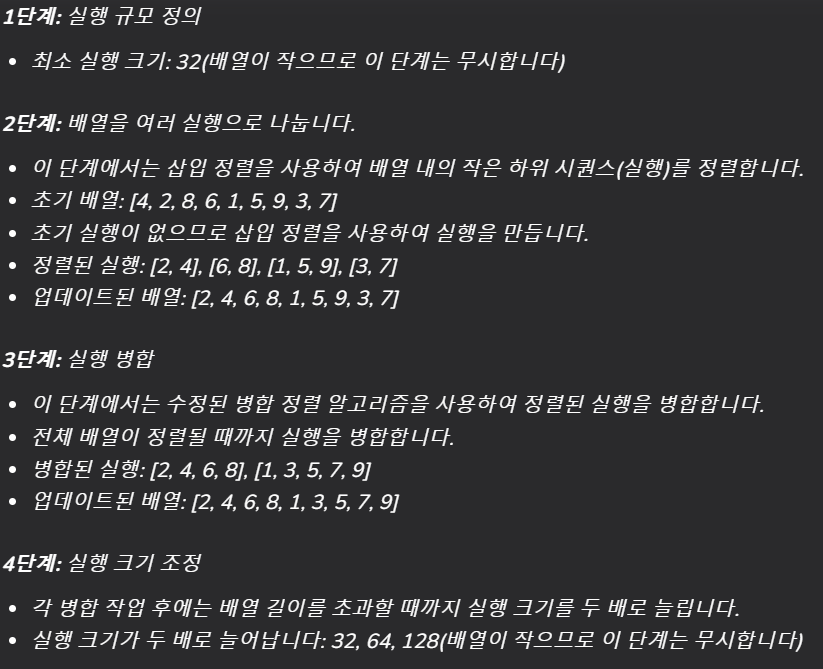 1단계: 실행 규모 정의
• 최소 실행 크기: 32(배열이 작으므로 이 단계는 무시합니다)
2단계: 배열을 여러 실행으로 나눕니다.
• 이 단계에서는 삽입 정렬을 사용하여 배열 내의 작은 하위 시퀀스(실행)를 정렬합니다.
• 초기 배열: [4, 2, 8, 6, 1, 5, 9, 3, 7]
• 초기 실행이 없으므로 삽입 정렬을 사용하여 실행을 만듭니다.
• 정렬된 실행: [2, 4], [6, 8], [1, 5, 9], [3, 7]
• 업데이트된 배열: [2, 4, 6, 8, 1, 5, 9, 3, 7]
3단계: 실행 병합
• 이 단계에서는 수정된 병합 정렬 알고리즘을 사용하여 정렬된 실행을 병합합니다.
• 전체 배열이 정렬될 때까지 실행을 병합합니다.
• 병합된 실행: [2, 4, 6, 8], [1, 3, 5, 7, 9]
• 업데이트된 배열: [2, 4, 6, 8, 1, 3, 5, 7, 9]
4단계: 실행 크기 조정
• 각 병합 작업 후에는 배열 길이를 초과할 때까지 실행 크기를 두 배로 늘립니다.
• 실행 크기가 두 배로 늘어납니다: 32, 64, 128(배열이 작으므로 이 단계는 무시합니다)